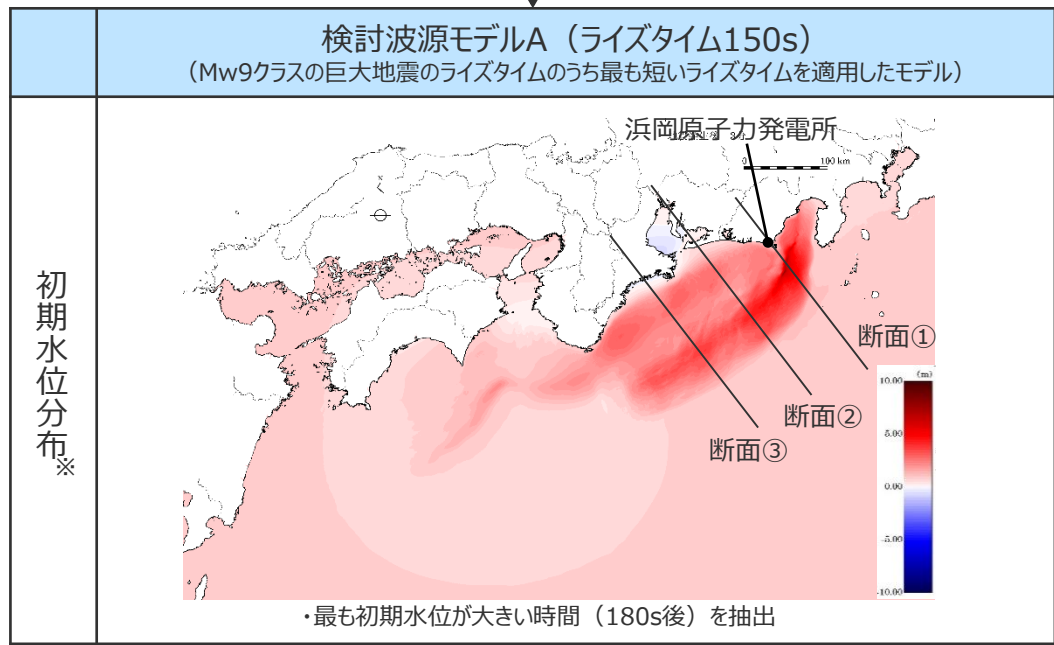 検討波源モデルA（ライズタイム150s）
（Mw9クラスの巨大地震のライズタイムのうち最も短いライズタイムを適用したモデル）
初期水位分布※
浜岡原子力発電所
0 100 km
N
断面①
断面②
断面③
(m)
10.00
5.00
0.00
-5.00
-10.00
・最も初期水位が大きい時間（180s後）を抽出